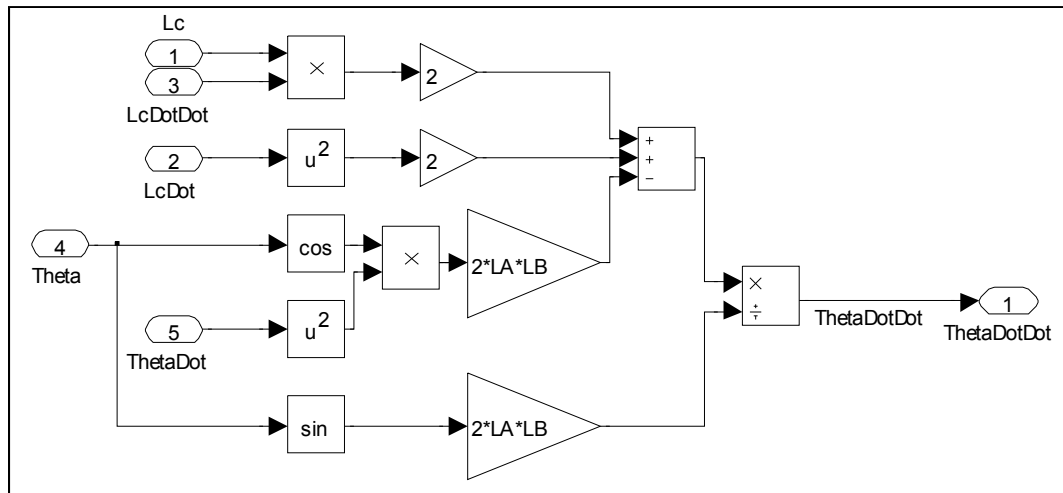 Lc
1
3
LcDotDot
×
2
2
LcDot
u²
2
+
+
−
4
Theta
cos
5
ThetaDot
u²
×
2*LA*LB
sin
2*LA*LB
×
÷
ThetaDotDot
1
ThetaDotDot